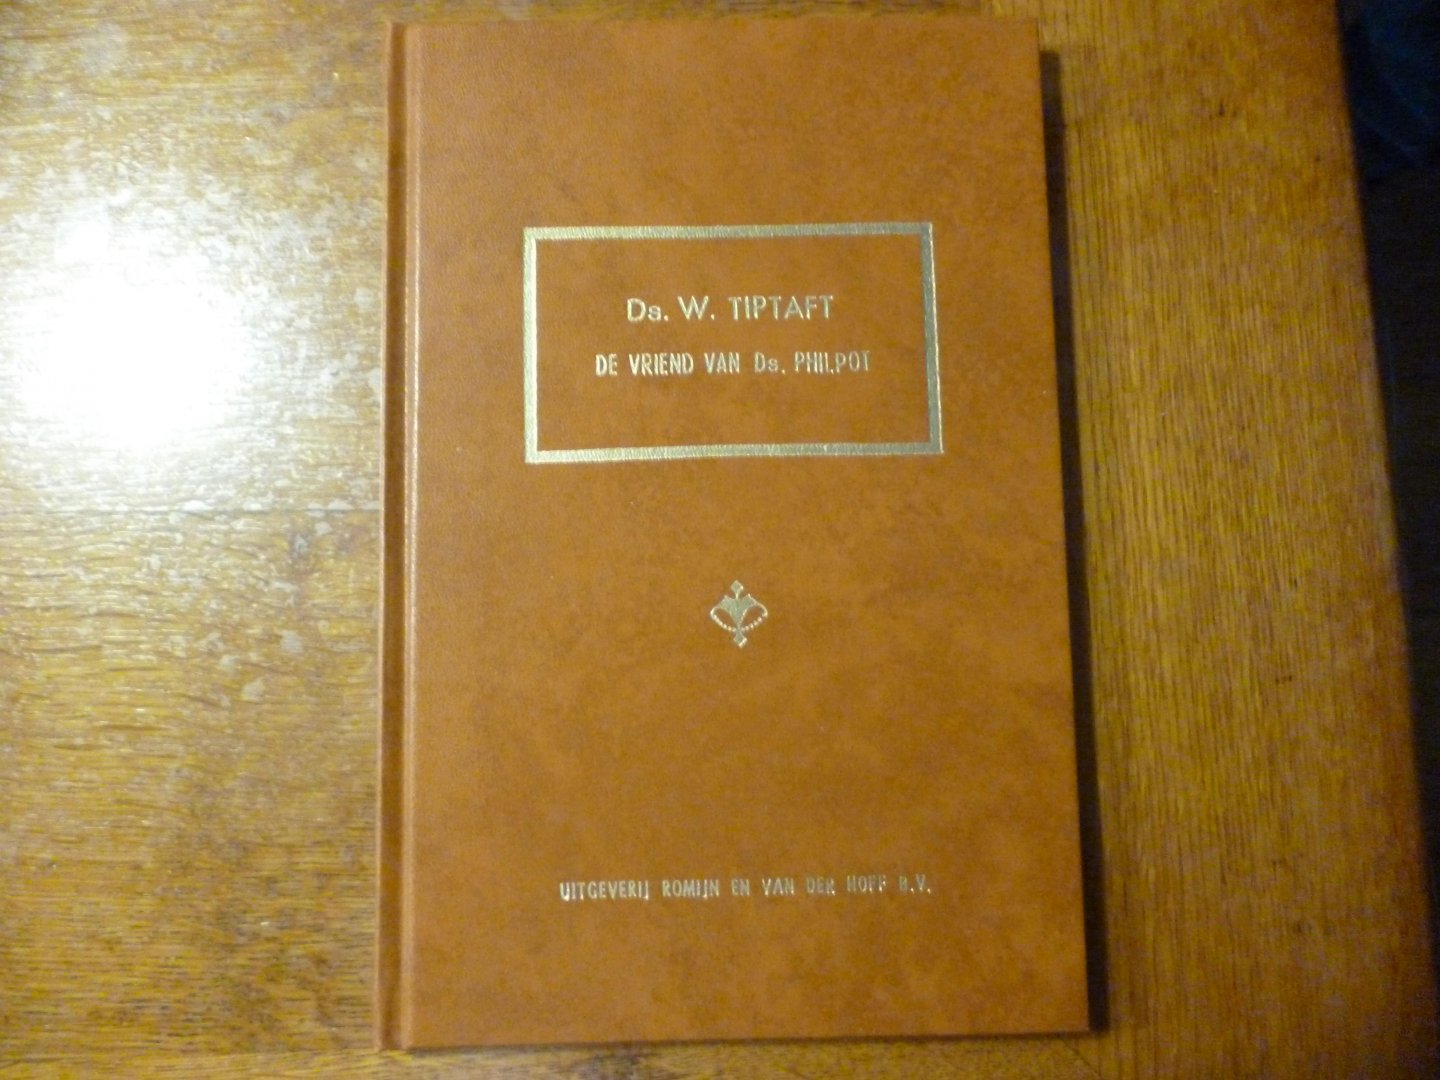 Ds. W. TIPTAFT
DE VRIEND VAN Ds. PHILPOT
UITGEVERIJ ROMIJN EN VAN DER HOFF B.V.